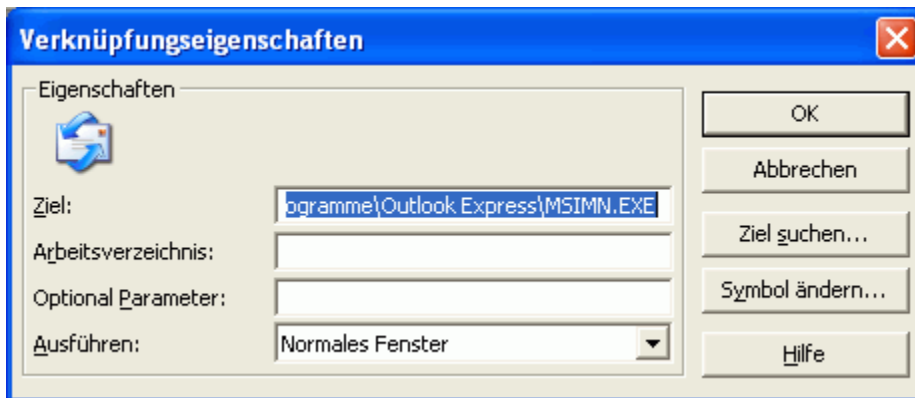 Verknüpfungseigenschaften
Eigenschaften
Ziel: ogramme\Outlook Express\MSIMN.EXE
Arbeitsverzeichnis:
Optional Parameter:
Ausführen: Normales Fenster
OK
Abbrechen
Ziel suchen...
Symbol ändern...
Hilfe